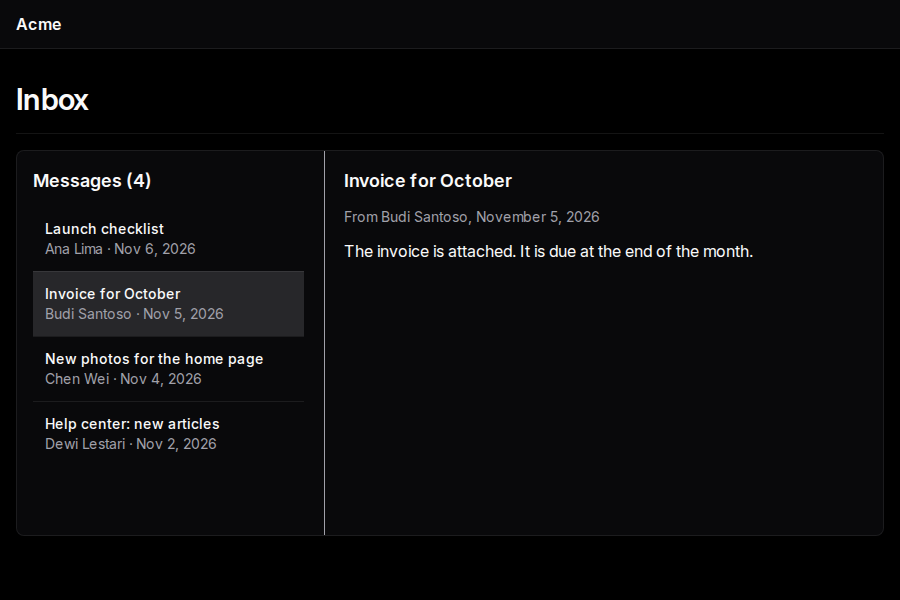 Acme
Inbox
Messages (4)
Launch checklist
Ana Lima · Nov 6, 2026
Invoice for October
Budi Santoso · Nov 5, 2026
New photos for the home page
Chen Wei · Nov 4, 2026
Help center: new articles
Dewi Lestari · Nov 2, 2026
Invoice for October
From Budi Santoso, November 5, 2026
The invoice is attached. It is due at the end of the month.